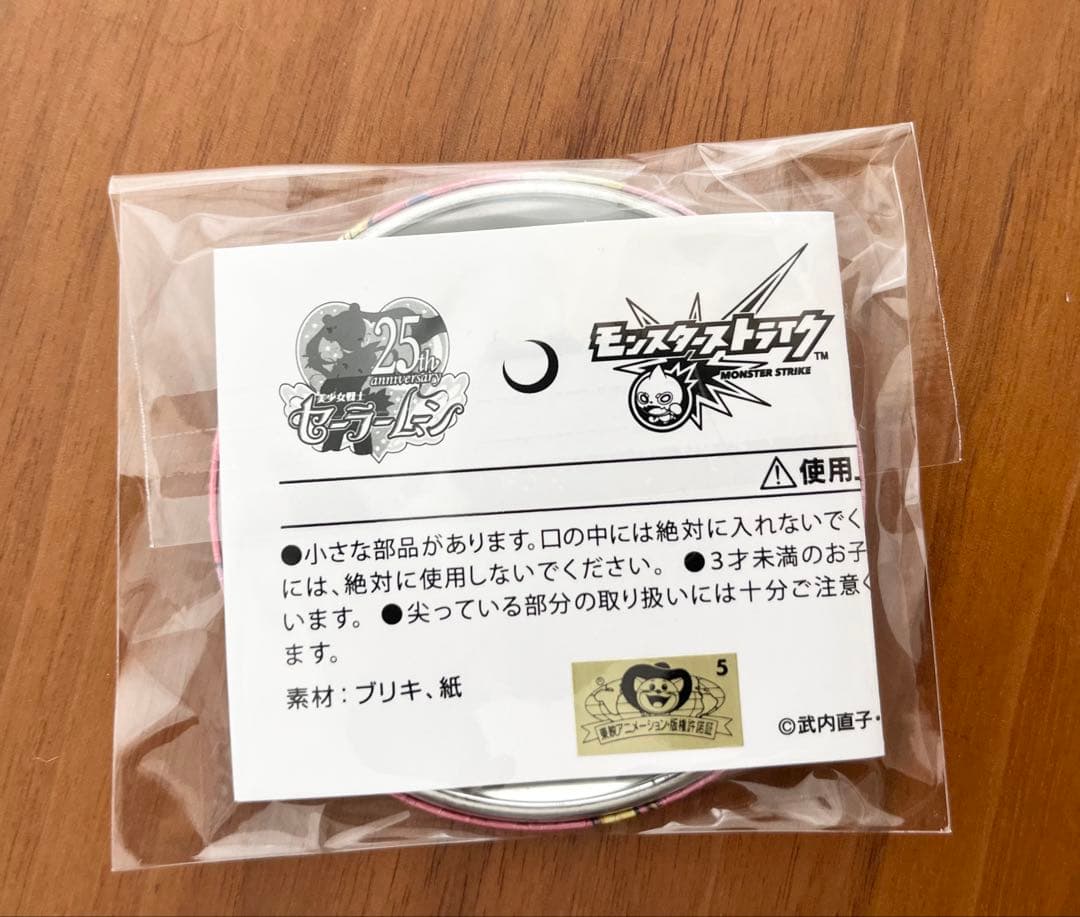 25th
anniversary
美少女戦士
セーラームーン
モンスターストライク™
MONSTER STRIKE
⚠使用上
●小さな部品があります。口の中には絶対に入れないでく
には、絶対に使用しないでください。 ●3才未満のお子
います。 ●尖っている部分の取り扱いには十分ご注意く
ます。
素材：ブリキ、紙
5
東映アニメーション・版権許諾証
©武内直子・